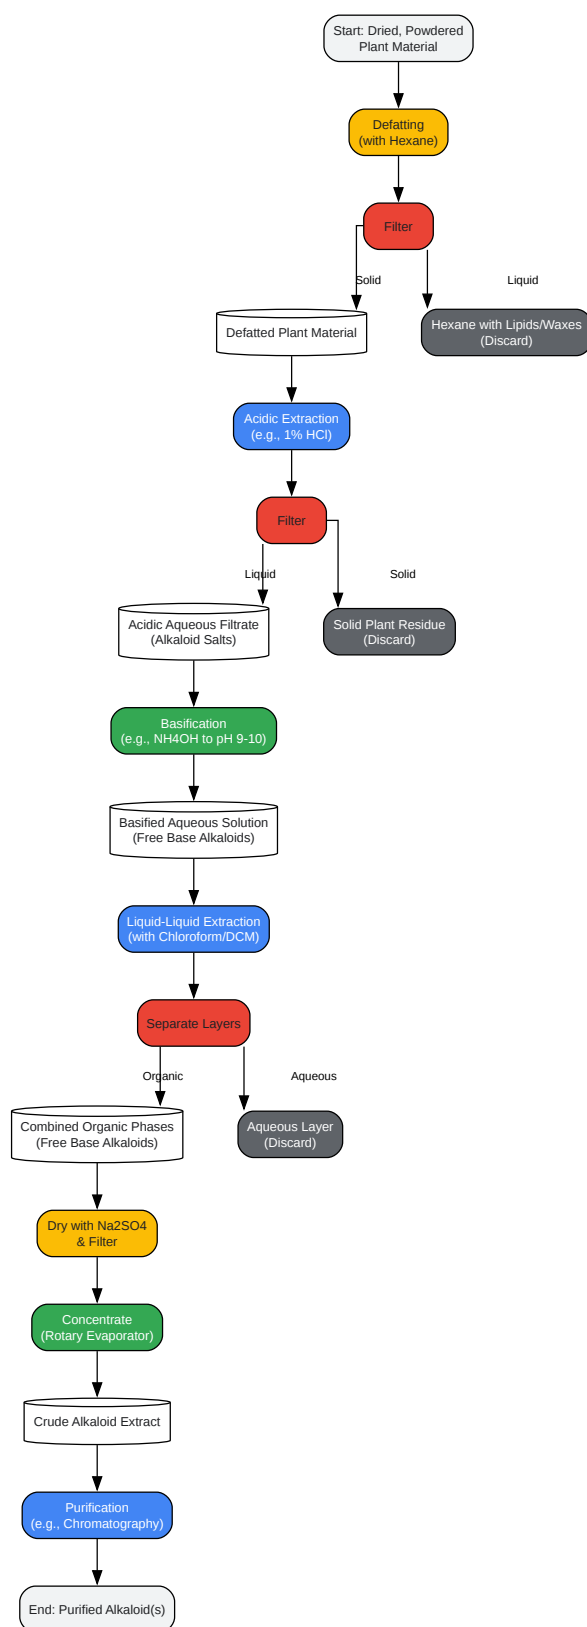 Start: Dried, Powdered
Plant Material
Defatting
(with Hexane)
Filter
Solid
Liquid
Defatted Plant Material
Hexane with Lipids/Waxes
(Discard)
Acidic Extraction
(e.g., 1% HCl)
Filter
Liquid
Solid
Acidic Aqueous Filtrate
(Alkaloid Salts)
Solid Plant Residue
(Discard)
Basification
(e.g., NH4OH to pH 9-10)
Basified Aqueous Solution
(Free Base Alkaloids)
Liquid-Liquid Extraction
(with Chloroform/DCM)
Separate Layers
Organic
Aqueous
Combined Organic Phases
(Free Base Alkaloids)
Aqueous Layer
(Discard)
Dry with Na2SO4
& Filter
Concentrate
(Rotary Evaporator)
Crude Alkaloid Extract
Purification
(e.g., Chromatography)
End: Purified Alkaloid(s)